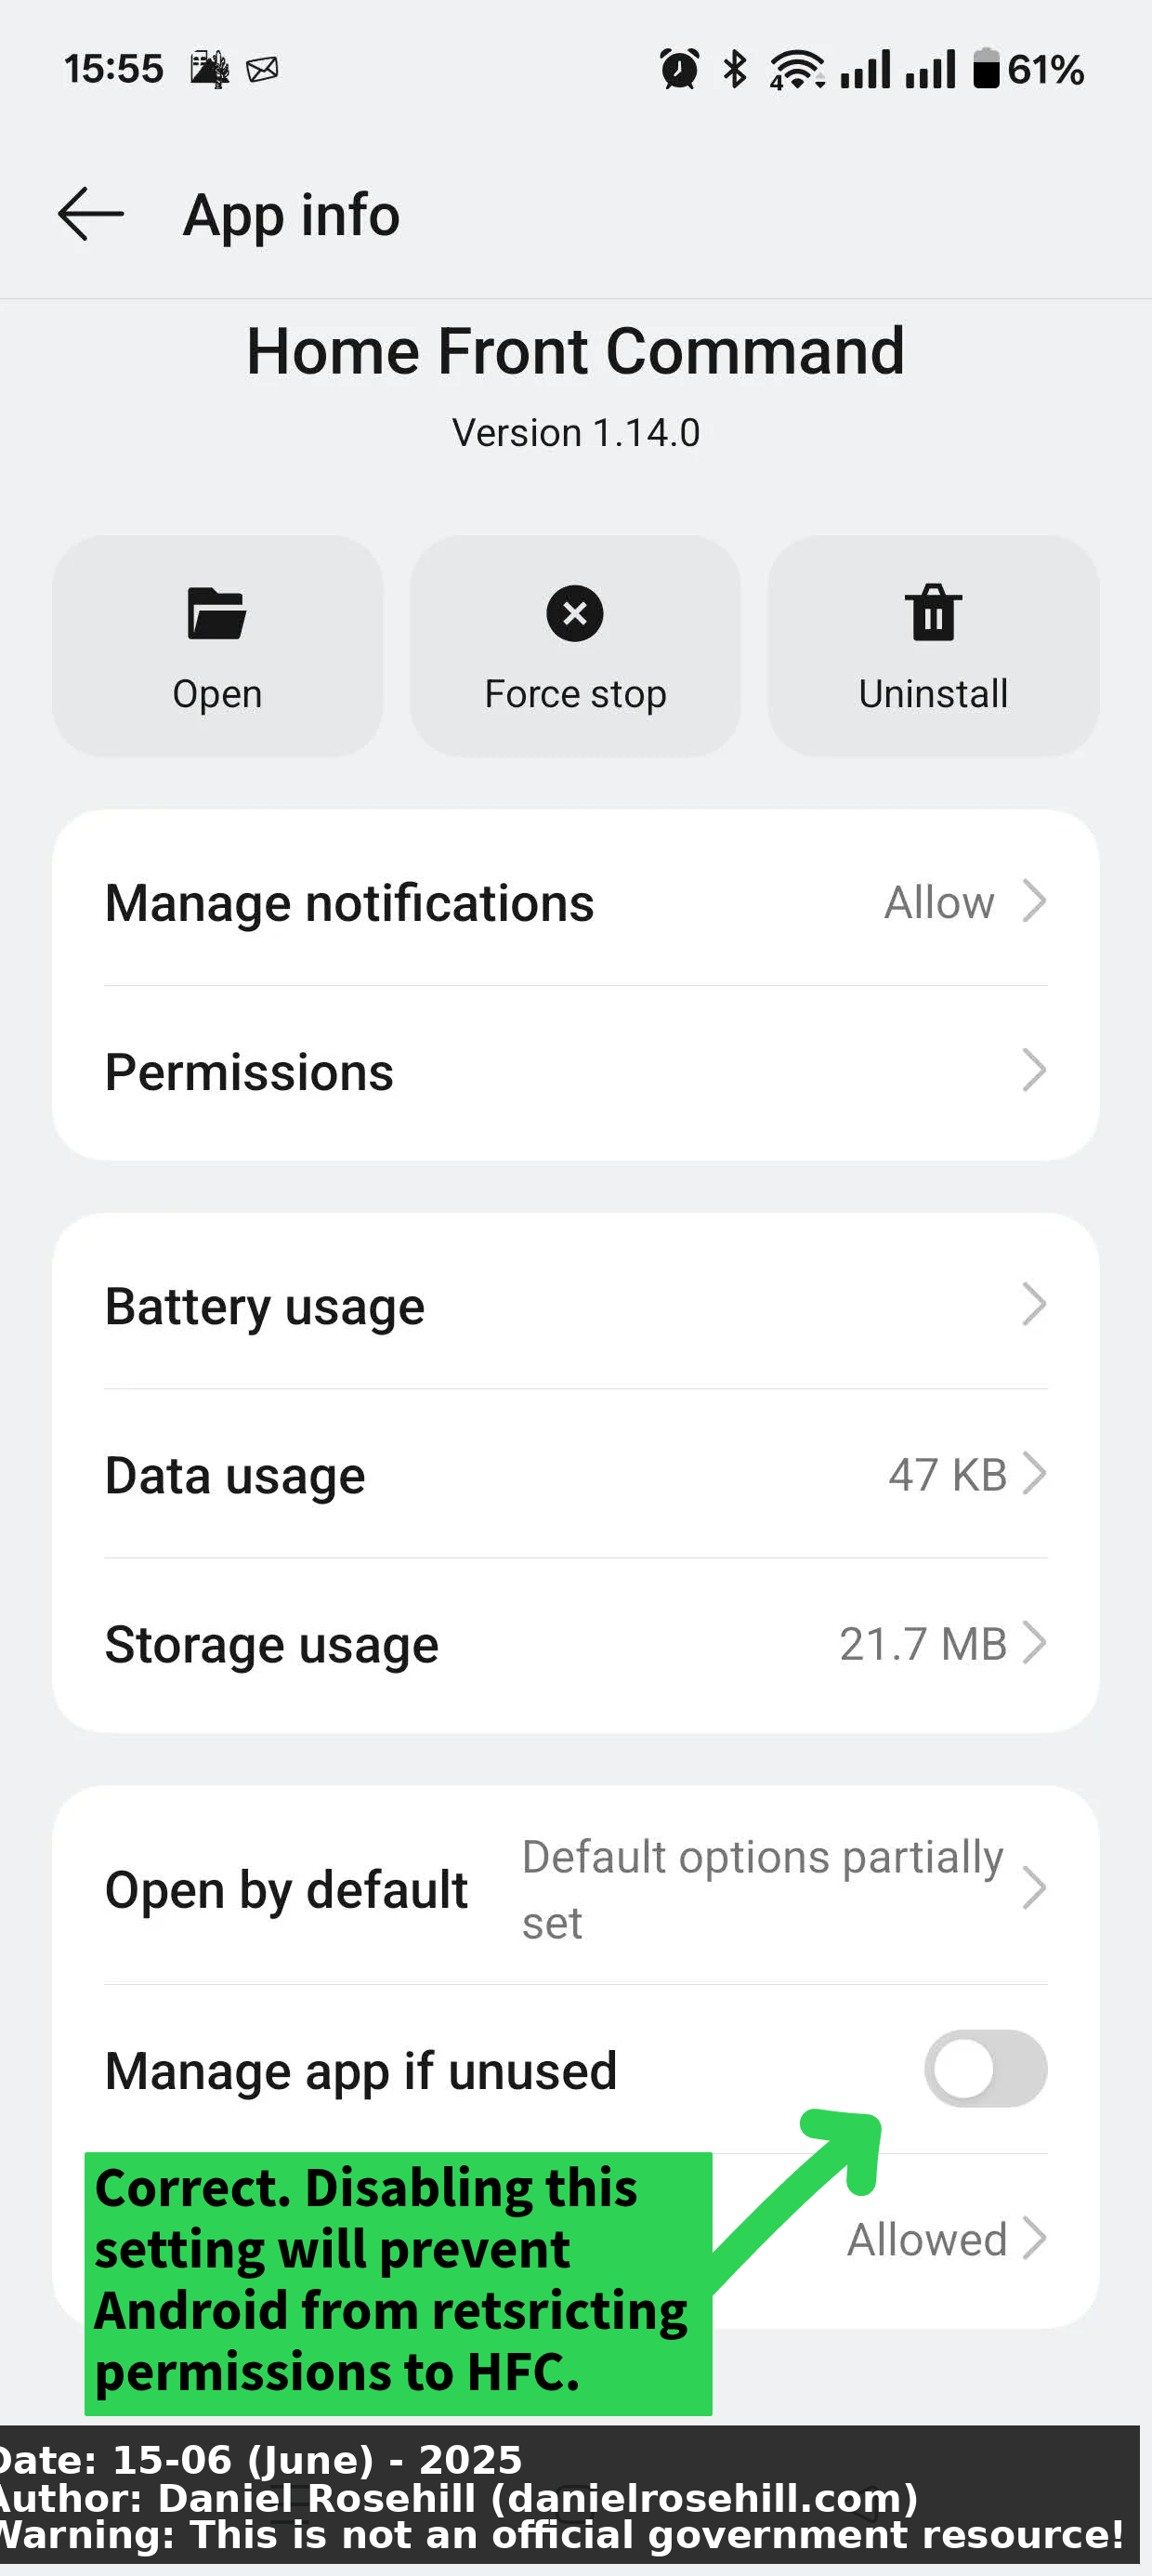 15:55
4
61%
App info
Home Front Command
Version 1.14.0
Open
Force stop
Uninstall
Manage notifications
Allow
Permissions
Battery usage
Data usage
47 KB
Storage usage
21.7 MB
Open by default
Default options partially
set
Manage app if unused
Correct. Disabling this
setting will prevent
Android from retsricting
permissions to HFC.
Allowed
Date: 15-06 (June) - 2025
Author: Daniel Rosehill (danielrosehill.com)
Warning: This is not an official government resource!